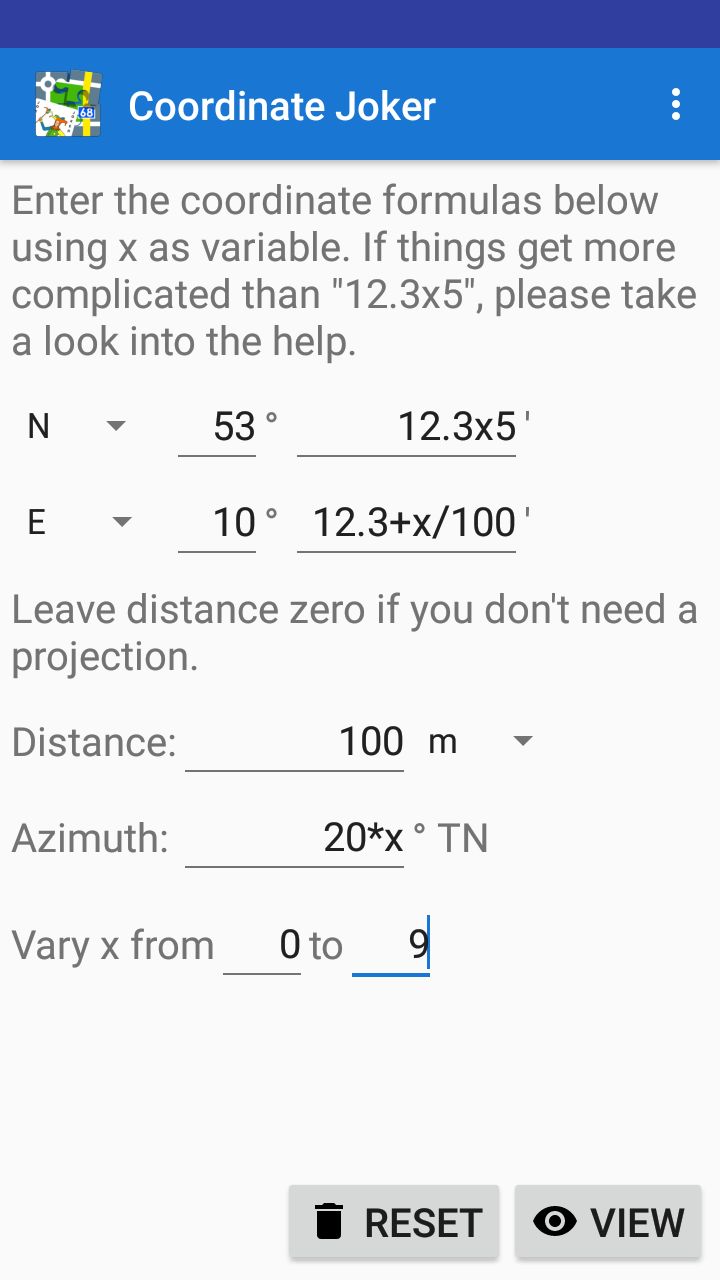 Coordinate Joker
68
Enter the coordinate formulas below
using x as variable. If things get more
complicated than "12.3x5", please take
a look into the help.
N 53 ° 12.3x5 '
E 10 ° 12.3+x/100 '
Leave distance zero if you don't need a
projection.
Distance: 100 m
Azimuth: 20*x ° TN
Vary x from 0 to 9
RESET VIEW